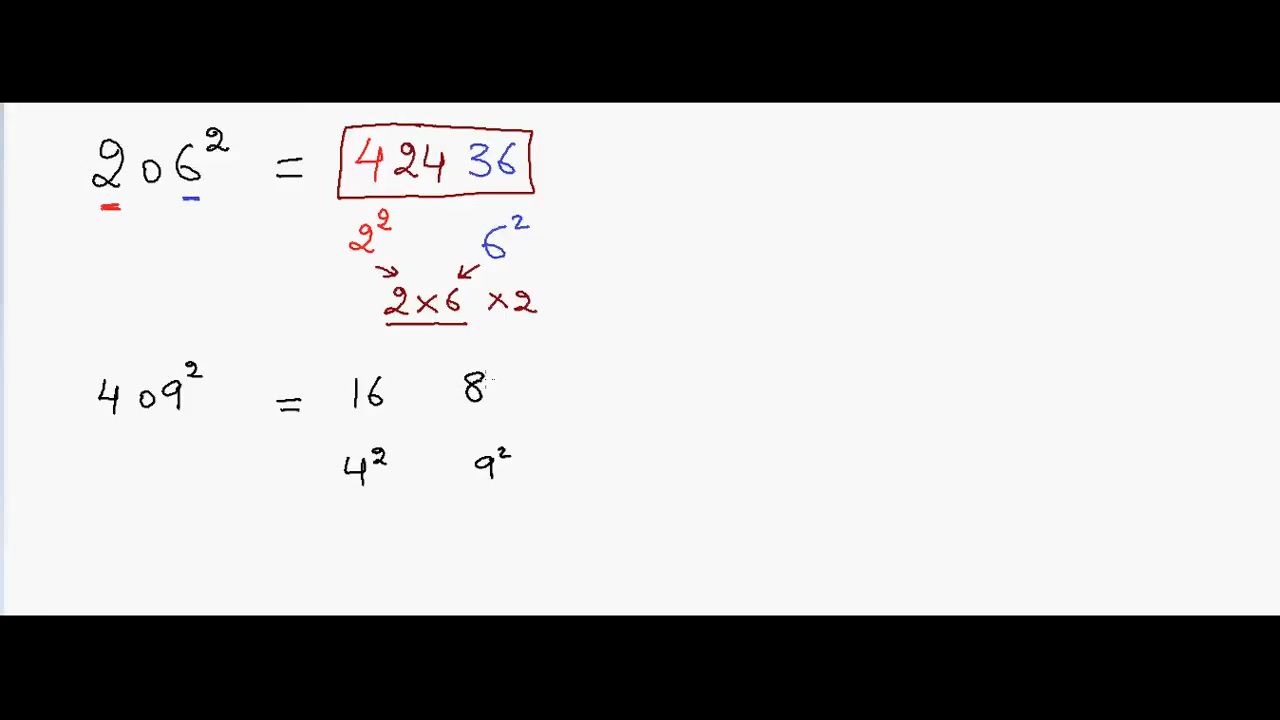 206² = 42436
2² 6²
2×6 ×2
409² = 16 8
4² 9²